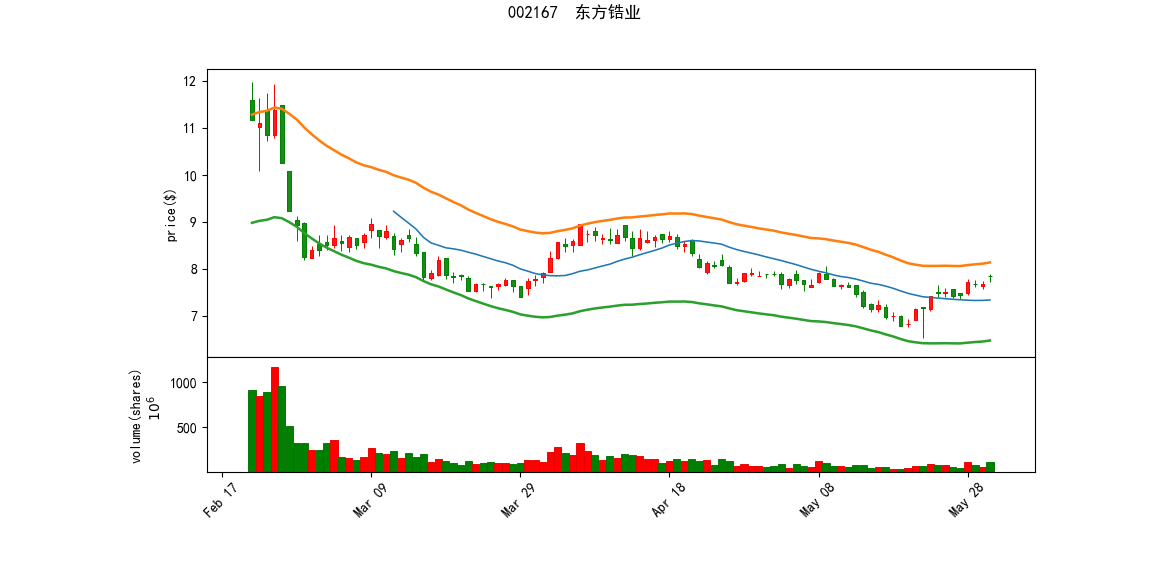 002167  东方锆业
12
11
10
9
8
7
price($)
1000
500
volume(shares)
10^6
Feb 17
Mar 09
Mar 29
Apr 18
May 08
May 28